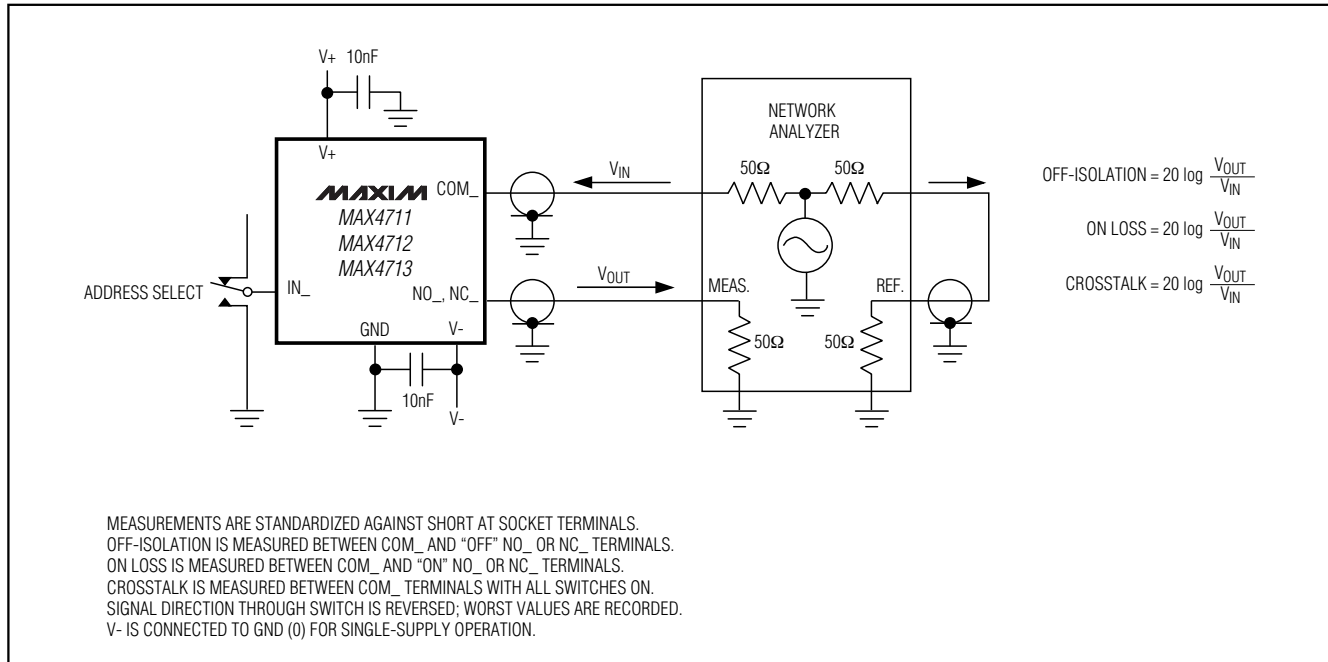 V+ 10nF
V+
MAXIM
MAX4711
MAX4712
MAX4713
COM_
IN_
NO_, NC_
GND V-
ADDRESS SELECT
10nF
V-
VIN
VOUT
NETWORK
ANALYZER
50Ω 50Ω
MEAS. REF.
50Ω 50Ω
OFF-ISOLATION = 20 log VOUT/VIN
ON LOSS = 20 log VOUT/VIN
CROSSTALK = 20 log VOUT/VIN
MEASUREMENTS ARE STANDARDIZED AGAINST SHORT AT SOCKET TERMINALS.
OFF-ISOLATION IS MEASURED BETWEEN COM_ AND “OFF” NO_ OR NC_ TERMINALS.
ON LOSS IS MEASURED BETWEEN COM_ AND “ON” NO_ OR NC_ TERMINALS.
CROSSTALK IS MEASURED BETWEEN COM_ TERMINALS WITH ALL SWITCHES ON.
SIGNAL DIRECTION THROUGH SWITCH IS REVERSED; WORST VALUES ARE RECORDED.
V- IS CONNECTED TO GND (0) FOR SINGLE-SUPPLY OPERATION.